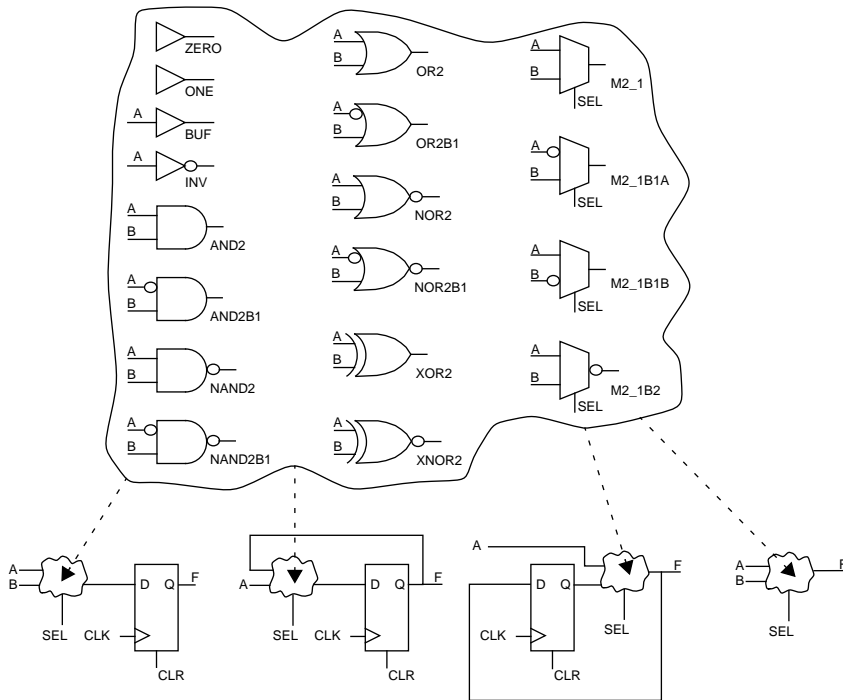 ZERO
ONE
A
BUF
A
INV
A
B
AND2
A
B
AND2B1
A
B
NAND2
A
B
NAND2B1
A
B
OR2
A
B
OR2B1
A
B
NOR2
A
B
NOR2B1
A
B
XOR2
A
B
XNOR2
A
B
M2_1
SEL
A
B
M2_1B1A
SEL
A
B
M2_1B1B
SEL
A
B
M2_1B2
SEL
A
B
SEL
D Q
F
CLK
CLR
A
SEL
D Q
F
CLK
CLR
A
D Q
CLK
CLR
SEL
F
A
B
SEL
F